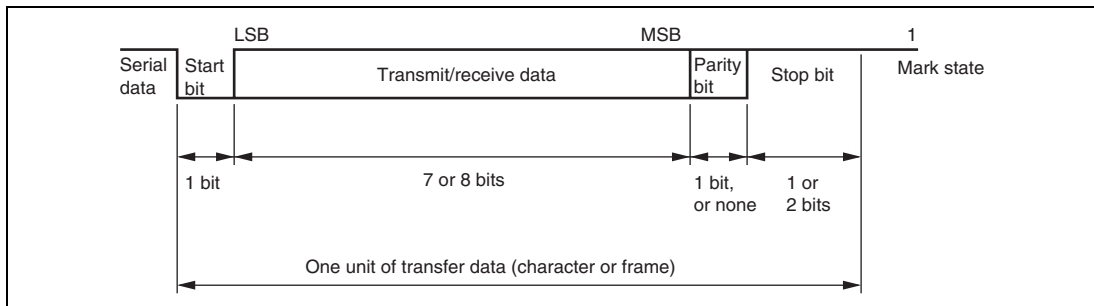 LSB MSB 1
Serial data
Start bit
Transmit/receive data
Parity bit
Stop bit
Mark state
1 bit
7 or 8 bits
1 bit, or none
1 or 2 bits
One unit of transfer data (character or frame)